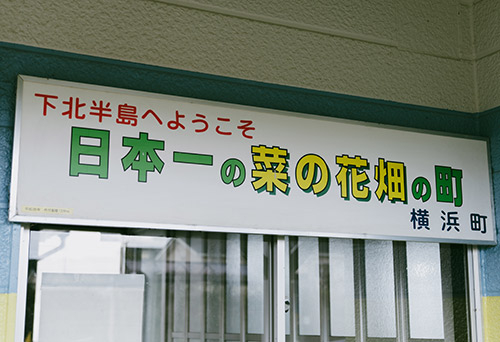 下北半島へようこそ
日本一の菜の花畑の町
横浜町